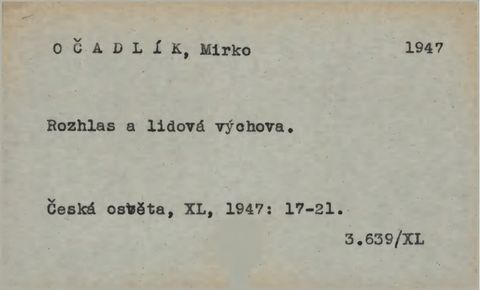 O Č A D L Í K, Mirko 1947
Rozhlas a lidová výchova.
Česká osvěta, XL, 1947: 17-21.
3.639/XL